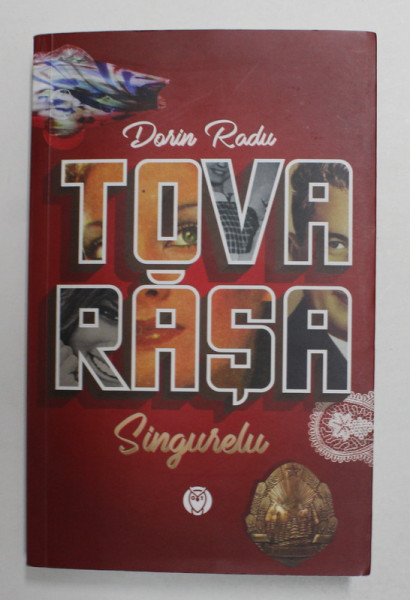 Dorin Radu
TOVA
RĂȘA
Singurelu